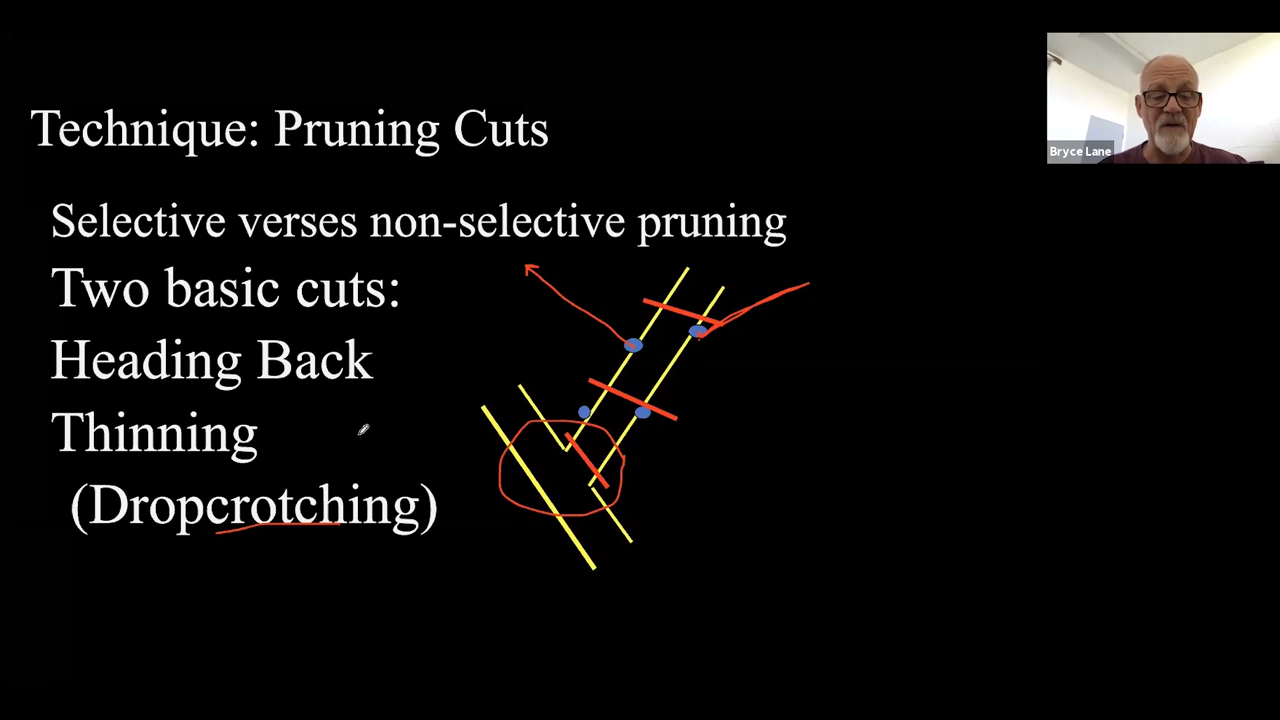 Technique: Pruning Cuts
Bryce Lane
Selective verses non-selective pruning
Two basic cuts:
Heading Back
Thinning
(Dropcrotching)